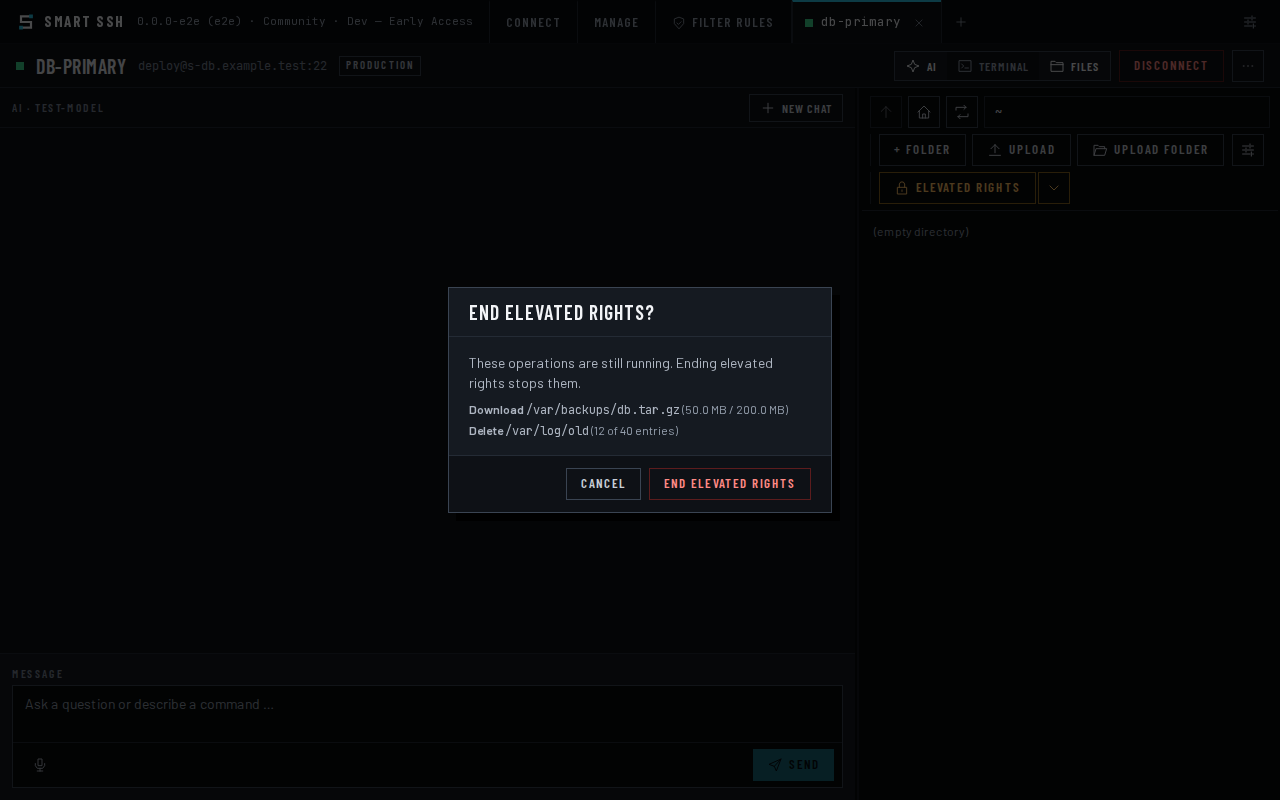 SMART SSH 0.0.0-e2e (e2e) · Community · Dev — Early Access CONNECT MANAGE FILTER RULES db-primary × +
DB-PRIMARY deploy@s-db.example.test:22 PRODUCTION AI TERMINAL FILES DISCONNECT ...
AI · TEST-MODEL + NEW CHAT ~
+ FOLDER UPLOAD UPLOAD FOLDER
ELEVATED RIGHTS
(empty directory)
END ELEVATED RIGHTS?
These operations are still running. Ending elevated
rights stops them.
Download /var/backups/db.tar.gz (50.0 MB / 200.0 MB)
Delete /var/log/old (12 of 40 entries)
CANCEL END ELEVATED RIGHTS
MESSAGE
Ask a question or describe a command ...
SEND